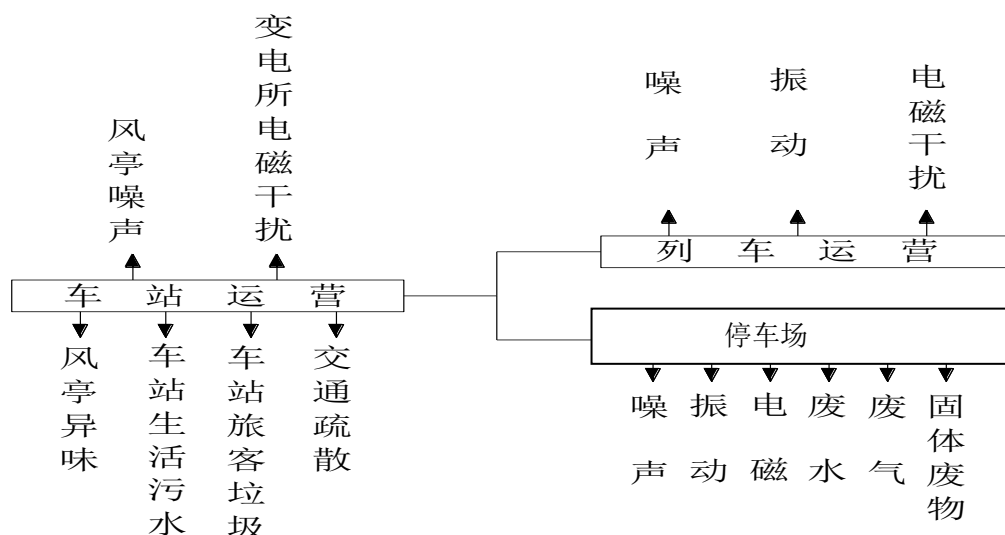 风亭噪声
变电所电磁干扰
噪声
振动
电磁干扰
列车运营
车站运营
停车场
风亭异味
车站生活污水
车站旅客垃圾
交通疏散
噪声
振动
电磁
废水
废气
固体废物